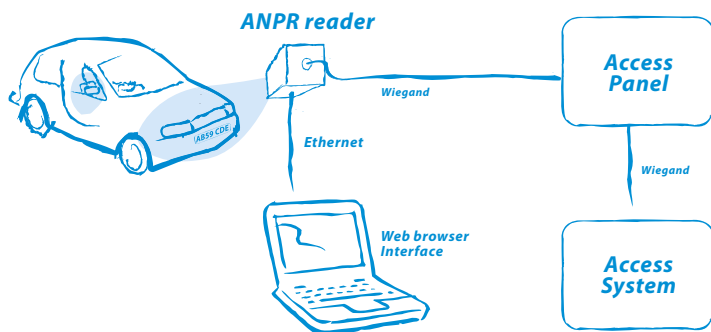 ANPR reader
Access
Panel
Wiegand
AB59 CDE
Ethernet
Wiegand
Web browser
Interface
Access
System